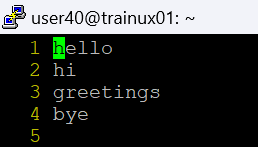 user40@trainux01: ~
1 hello
2 hi
3 greetings
4 bye
5